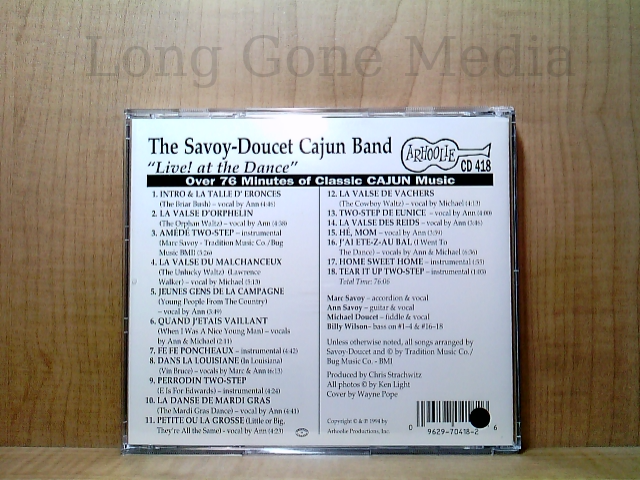 Long Gone Media
The Savoy-Doucet Cajun Band
"Live! at the Dance"
ARHOOLIE
CD 418
Over 76 Minutes of Classic CAJUN Music
1. INTRO & LA TALLE D'ERONCES
(The Briar Bush) – vocal by Ann (4:45)
2. LA VALSE D'ORPHELIN
(The Orphan Waltz) – vocal by Ann (4:38)
3. AMÉDÉ TWO-STEP – instrumental
(Marc Savoy - Tradition Music Co./Bug
Music BMI) (3:26)
4. LA VALSE DU MALCHANCEUX
(The Unlucky Waltz) (Lawrence
Walker) – vocal by Michael (5:13)
5. JEUNES GENS DE LA CAMPAGNE
(Young People From The Country)
– vocal by Ann (3:49)
6. QUAND J'ETAIS VAILLANT
(When I Was A Nice Young Man) – vocals
by Ann & Michael (2:11)
7. FE FE PONCHEAUX – instrumental (4:42)
8. DANS LA LOUISIANE (In Louisiana)
(Vin Bruce) – vocals by Marc & Ann (6:13)
9. PERRODIN TWO-STEP
(E Is For Edwards) – instrumental (4:24)
10. LA DANSE DE MARDI GRAS
(The Mardi Gras Dance) – vocal by Ann (4:41)
11. PETITE OU LA GROSSE (Little or Big,
They're All the Same) - vocal by Ann (4:23)
12. LA VALSE DE VACHERS
(The Cowboy Waltz) – vocal by Michael (4:13)
13. TWO-STEP DE EUNICE – vocal by Ann (4:00)
14. LA VALSE DES REIDS – vocal by Ann (3:46)
15. HÉ, MOM – vocal by Ann (3:59)
16. J'AI ETE-Z-AU BAL (I Went To
The Dance) – vocals by Ann & Michael (6:36)
17. HOME SWEET HOME – instrumental (3:33)
18. TEAR IT UP TWO-STEP – instrumental (1:03)
Total Time: 76:06
Marc Savoy – accordion & vocal
Ann Savoy – guitar & vocal
Michael Doucet – fiddle & vocal
Billy Wilson – bass on #1-4 & #16-18
Unless otherwise noted, all songs arranged by
Savoy-Doucet and © by Tradition Music Co./
Bug Music Co. - BMI
Produced by Chris Strachwitz
All photos © by Ken Light
Cover by Wayne Pope
Copyright © & ℗ 1994 by
Arhoolie Productions, Inc.
0 9629-70418-2 6